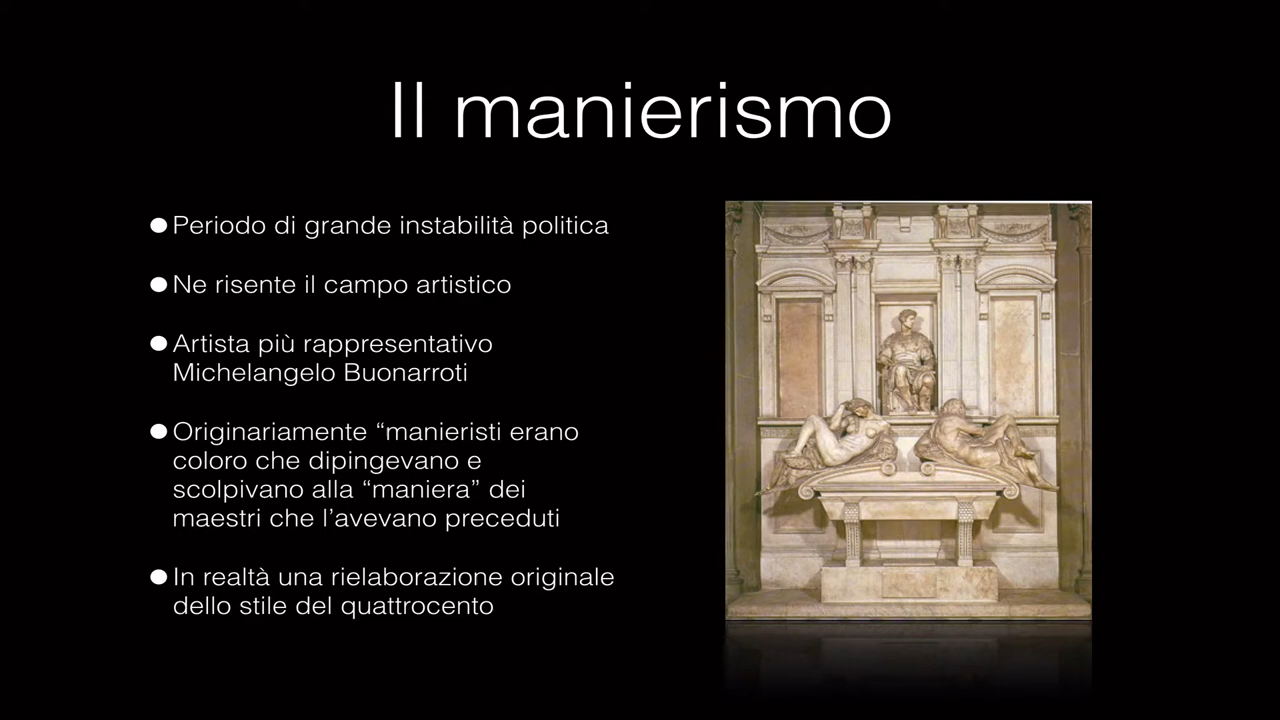 Il manierismo
●Periodo di grande instabilità politica
●Ne risente il campo artistico
●Artista più rappresentativo
Michelangelo Buonarroti
●Originariamente “manieristi erano
coloro che dipingevano e
scolpivano alla “maniera” dei
maestri che l’avevano preceduti
●In realtà una rielaborazione originale
dello stile del quattrocento